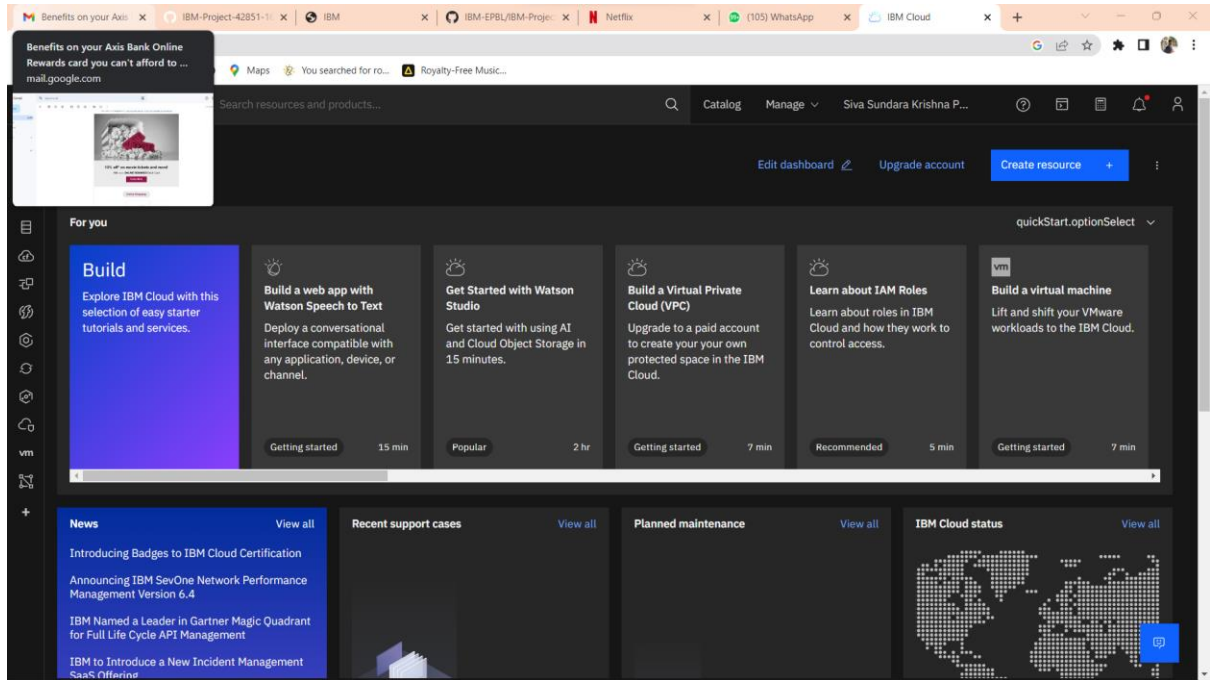 Benefits on your Axis
IBM-Project-42851-1
IBM
IBM-EPBL/IBM-Projec
Netflix
(105) WhatsApp
IBM Cloud
Benefits on your Axis Bank Online
Rewards card you can't afford to ...
mail.google.com
Maps
You searched for ro...
Royalty-Free Music...
Search resources and products...
Catalog
Manage
Siva Sundara Krishna P...
Edit dashboard
Upgrade account
Create resource +
For you
quickStart.optionSelect
Build
Explore IBM Cloud with this
selection of easy starter
tutorials and services.
Build a web app with
Watson Speech to Text
Deploy a conversational
interface compatible with
any application, device, or
channel.
Getting started 15 min
Get Started with Watson
Studio
Get started with using AI
and Cloud Object Storage in
15 minutes.
Popular 2 hr
Build a Virtual Private
Cloud (VPC)
Upgrade to a paid account
to create your your own
protected space in the IBM
Cloud.
Getting started 7 min
Learn about IAM
Roles
Learn about roles in IBM
Cloud and how they work to
control access.
Recommended 5 min
vm
Build a virtual machine
Lift and shift your VMware
workloads to the IBM Cloud.
Getting started 7 min
vm
News View all
Introducing Badges to IBM Cloud Certification
Announcing IBM SevOne Network Performance
Management Version 6.4
IBM Named a Leader in Gartner Magic Quadrant
for Full Life Cycle API Management
IBM to Introduce a New Incident Management
SaaS Offering
Recent support cases View all
Planned maintenance View all
IBM Cloud status View all